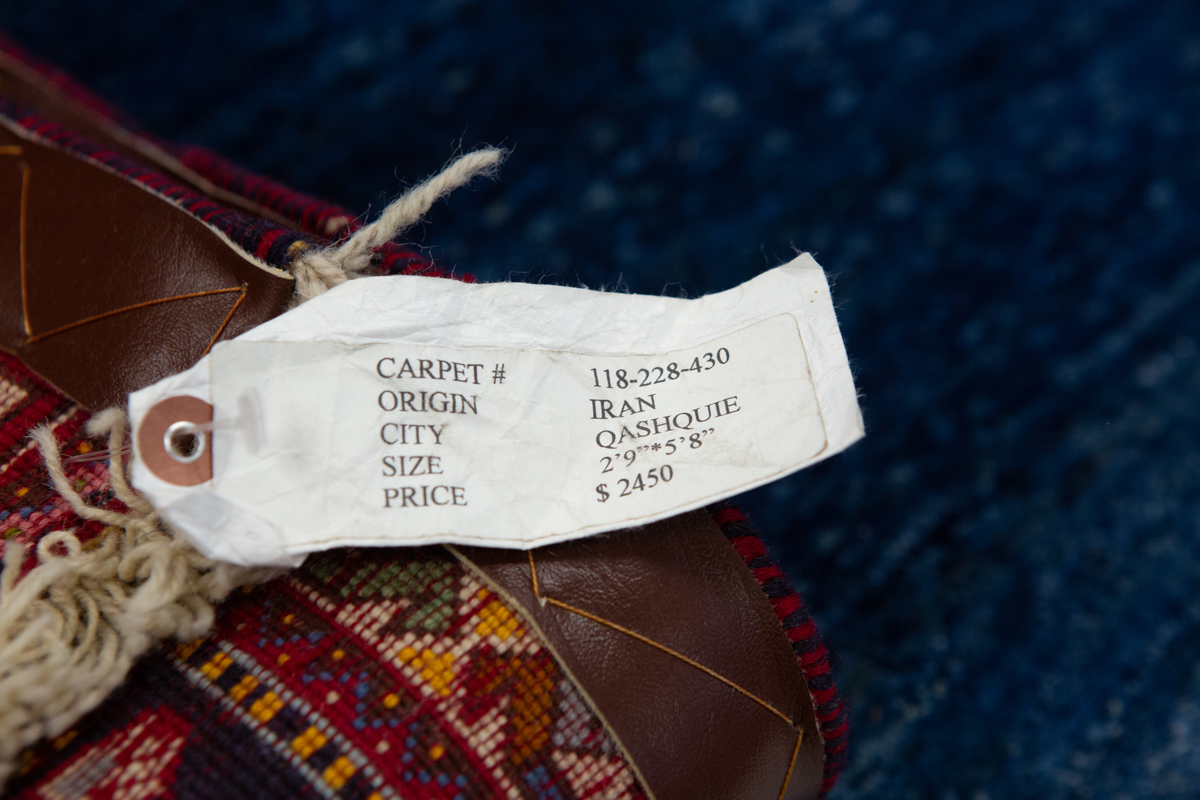 CARPET # 118-228-430
ORIGIN IRAN
CITY QASHQUIE
SIZE 2’9”*5’8”
PRICE $ 2450